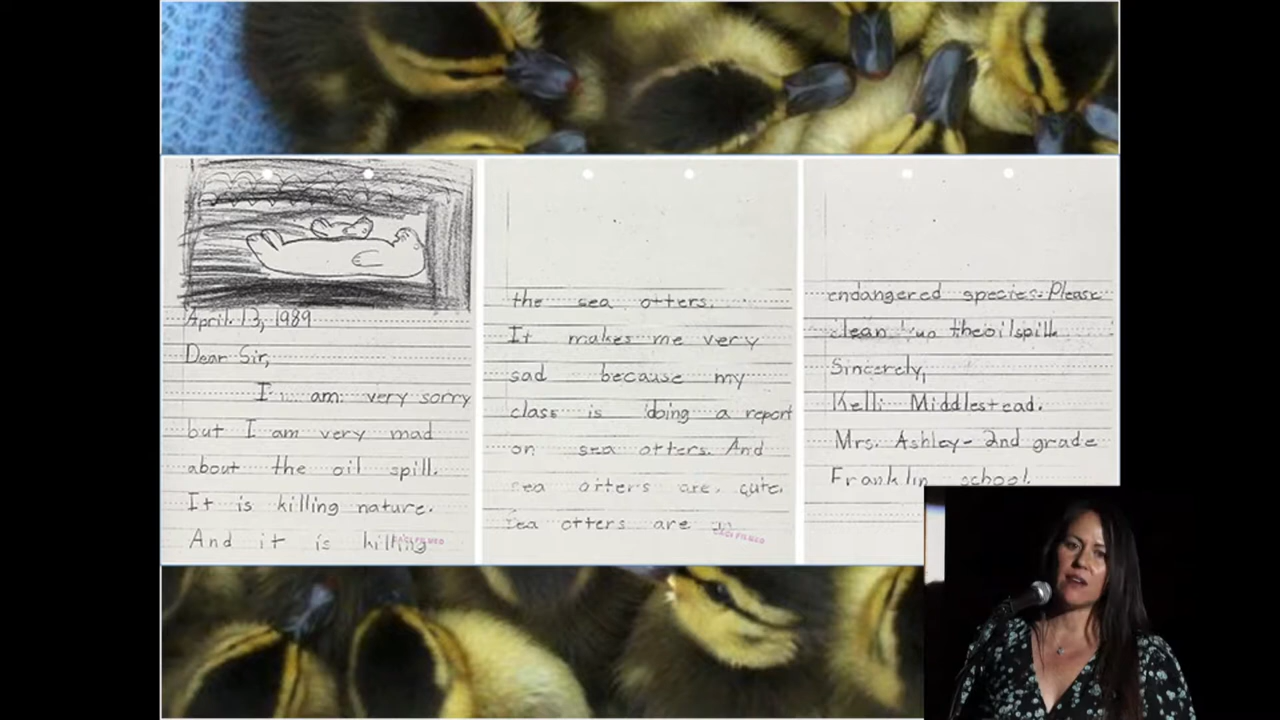 April 13, 1989
Dear Sir,
I am very sorry
but I am very mad
about the oil spill.
It is killing nature.
And it is killing
the sea otters.
It makes me very
sad because my
class is doing a report
on sea otters. And
sea otters are cute.
Sea otters are
endangered species. Please
clean up the oil spill
Sincerely,
Kelli Middlestead.
Mrs. Ashley- 2nd grade
Franklin school.